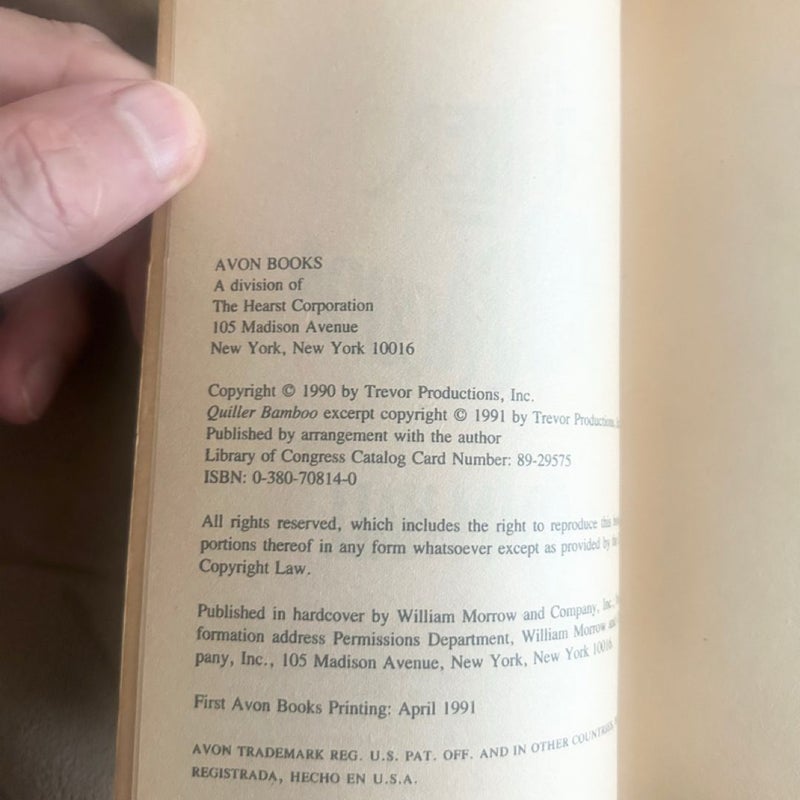 AVON BOOKS
A division of
The Hearst Corporation
105 Madison Avenue
New York, New York 10016
Copyright © 1990 by Trevor Productions, Inc.
Quiller Bamboo excerpt copyright © 1991 by Trevor Productions,
Published by arrangement with the author
Library of Congress Catalog Card Number: 89-29575
ISBN: 0-380-70814-0
All rights reserved, which includes the right to reproduce this
portions thereof in any form whatsoever except as provided by
Copyright Law.
Published in hardcover by William Morrow and Company, Inc.,
formation address Permissions Department, William Morrow and
pany, Inc., 105 Madison Avenue, New York, New York 10016
First Avon Books Printing: April 1991
AVON TRADEMARK REG. U.S. PAT. OFF. AND IN OTHER COUNTRIES,
REGISTRADA, HECHO EN U.S.A.